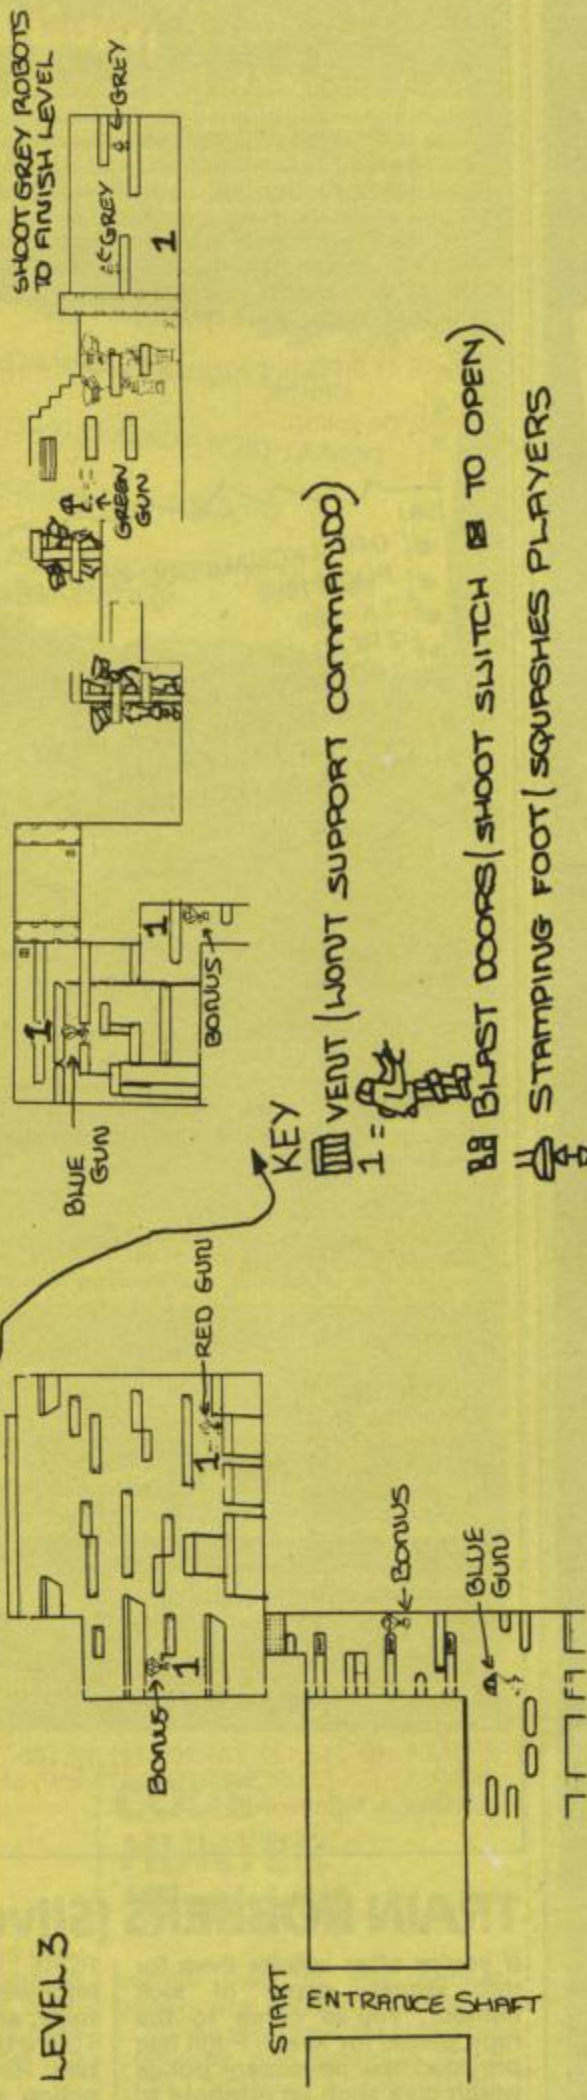 LEVEL 3
START
ENTRANCE SHAFT
BLUE
GUN
BONUS
BONUS
1
1
RED GUN
BLUE
GUN
1
1
BONUS
GREEN
GUN
GREY
GREY
1
SHOOT GREY ROBOTS
TO FINISH LEVEL
KEY
VENT (WONT SUPPORT COMMANDO)
1 =
BLAST DOORS (SHOOT SWITCH TO OPEN)
STAMPING FOOT (SQUASHES PLAYERS
TRAIN ROBBERS